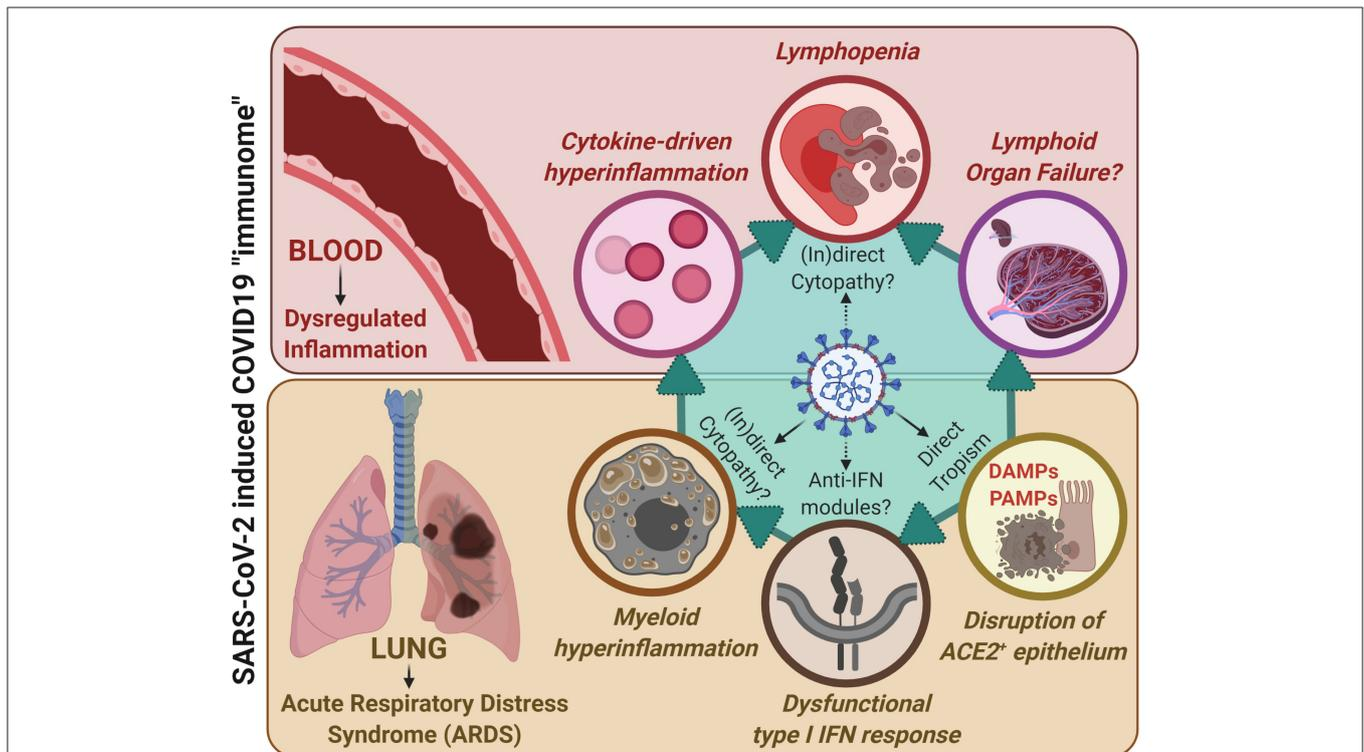 SARS-CoV-2 induced COVID19 "immunome"
Lymphopenia
Cytokine-driven
hyperinflammation
Lymphoid
Organ Failure?
BLOOD
Dysregulated
Inflammation
(In)direct
Cytopathy?
(In)direct
Cytopathy?
Anti-IFN
modules?
Direct
Tropism
DAMPs
PAMPs
LUNG
Acute Respiratory Distress
Syndrome (ARDS)
Myeloid
hyperinflammation
Dysfunctional
type I IFN response
Disruption of
ACE2⁺ epithelium